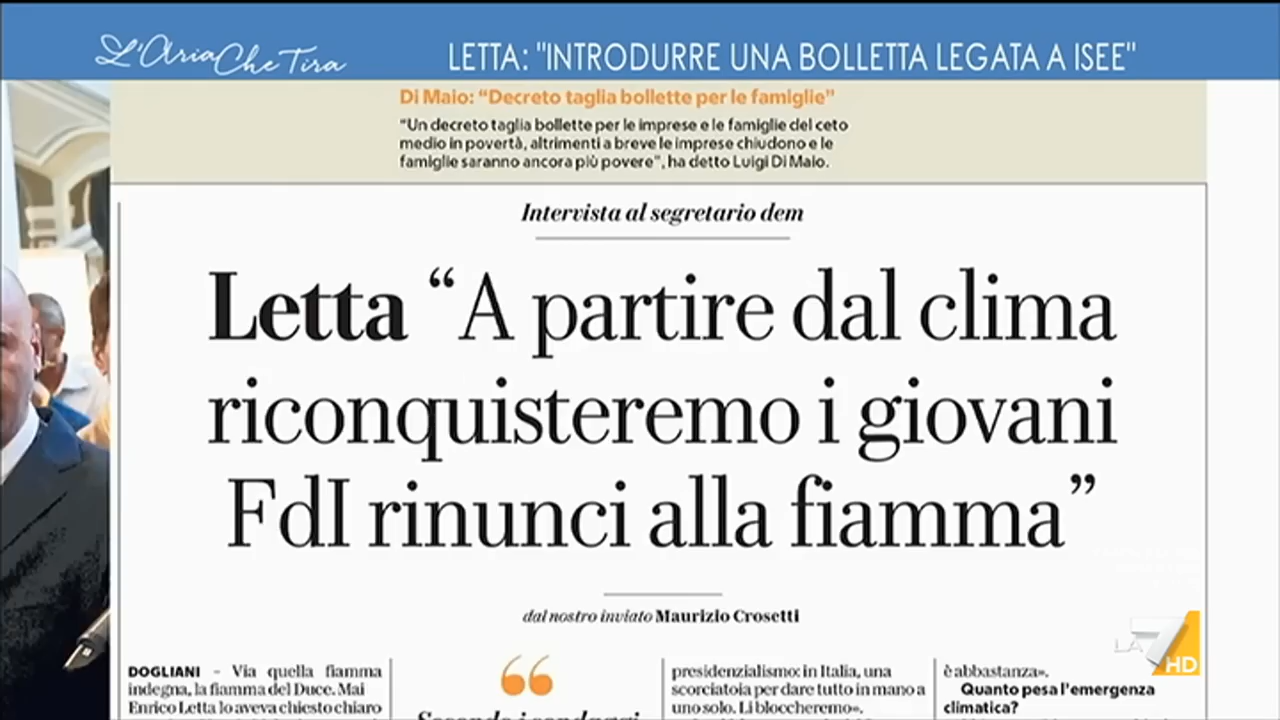 L'Aria Che Tira
LETTA: "INTRODURRE UNA BOLLETTA LEGATA A ISEE"
Di Maio: “Decreto taglia bollette per le famiglie”
“Un decreto taglia bollette per le imprese e le famiglie del ceto
medio in povertà, altrimenti a breve le imprese chiudono e le
famiglie saranno ancora più povere”, ha detto Luigi Di Maio.
Intervista al segretario dem
Letta “A partire dal clima
riconquisteremo i giovani
FdI rinunci alla fiamma”
dal nostro inviato Maurizio Crosetti
DOGLIANI – Via quella fiamma
indegna, la fiamma del Duce. Mai
Enrico Letta lo aveva chiesto chiaro
“
Secondo i sondaggi
presidenzialismo: in Italia, una
scorciatoia per dare tutto in mano a
uno solo. Li bloccheremo».
è abbastanza».
Quanto pesa l'emergenza
climatica?
LA 7 HD